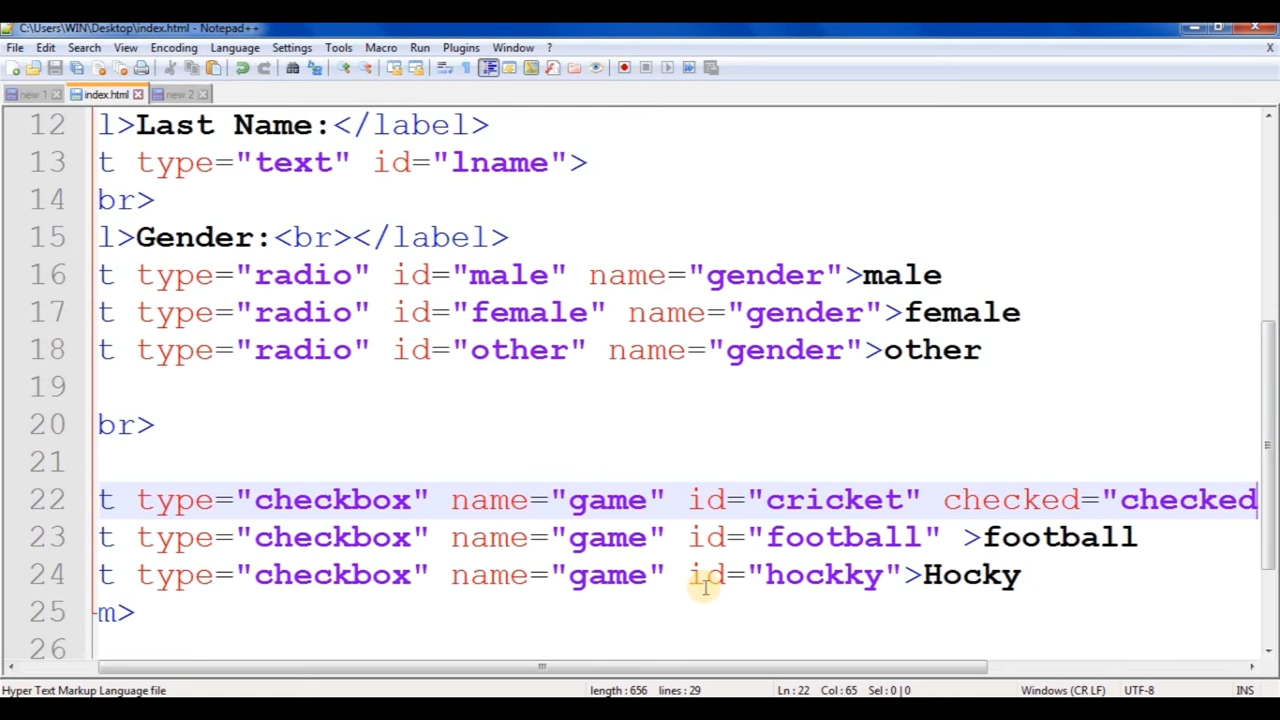 C:\Users\WIN\Desktop\index.html - Notepad++
File Edit Search View Encoding Language Settings Tools Macro Run Plugins Window ? X
new 1 index.html new 2
12 l>Last Name:</label>
13 t type="text" id="lname">
14 br>
15 l>Gender:<br></label>
16 t type="radio" id="male" name="gender">male
17 t type="radio" id="female" name="gender">female
18 t type="radio" id="other" name="gender">other
19
20 br>
21
22 t type="checkbox" name="game" id="cricket" checked="checked
23 t type="checkbox" name="game" id="football" >football
24 t type="checkbox" name="game" id="hockky">Hocky
25 m>
26
Hyper Text Markup Language file length : 656 lines : 29 Ln : 22 Col : 65 Sel : 0 | 0 Windows (CR LF) UTF-8 INS